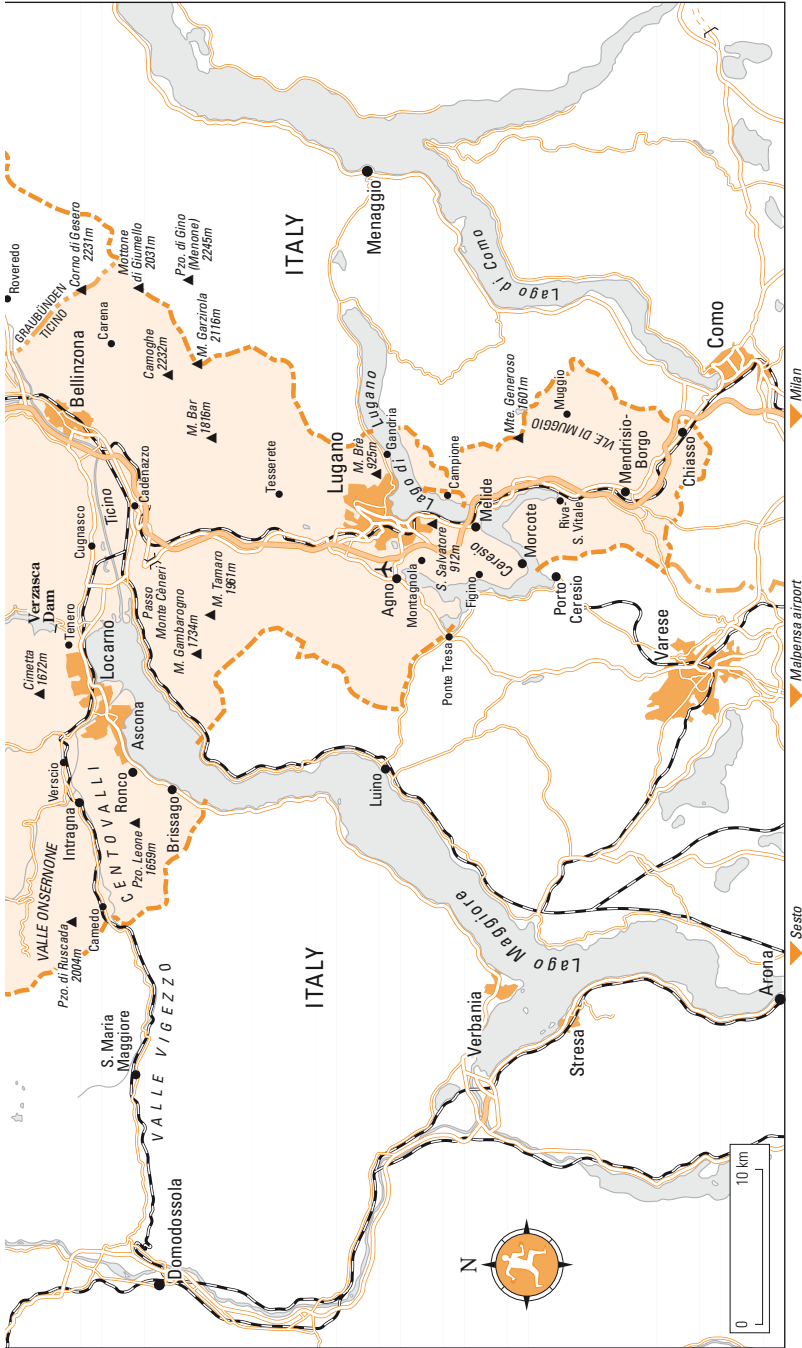 Domodossola
S. Maria
Maggiore
VALLE VIGEZZO
Pzo. di Ruscada
2004m
VALLE ONSERNONE
Camedo
CENTOVALLI
Pzo. Leone
1659m
Intragna
Verscio
Ronco
Brissago
Ascona
Locarno
Cimetta
1672m
Tenero
Verzasca
Dam
Cugnasco
Ticino
Cadenazzo
Passo
Monte Cèneri
M. Gambarogno
1734m
M. Tamaro
1961m
Bellinzona
Roveredo
GRAUBÜNDEN
TICINO
Corno di Gesero
2231m
Carena
Mottone
di Giumello
2031m
Camoghe
2232m
Pzo. di Gino
(Menone)
2245m
M. Garzirola
2116m
M. Bar
1816m
Tesserete
ITALY
ITALY
Menaggio
Lago di Como
Lago di Lugano
Gandria
M. Brè
925m
Lugano
Campione
Agno
Montagnola
S. Salvatore
912m
Melide
Ceresio
Figino
Morcote
Ponte Tresa
Porto
Ceresio
Riva
S. Vitale
Mte. Generoso
1601m
Muggio
VLE DI MUGGIO
Mendrisio-
Borgo
Chiasso
Como
Luino
Lago Maggiore
Verbania
Stresa
Varese
Arona
N
0
10 km
Sesto
Malpensa airport
Milan